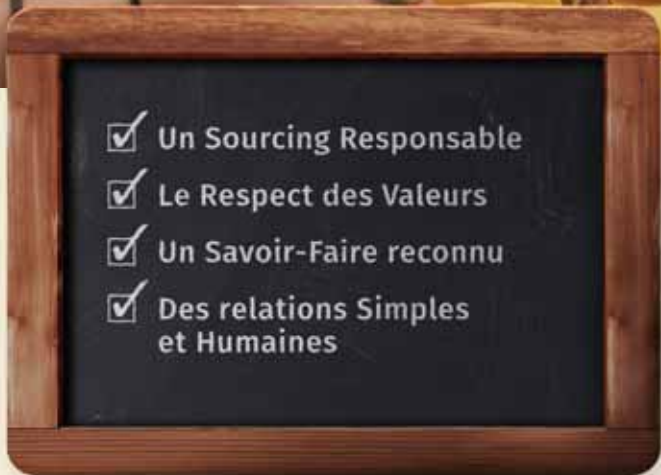 Un Sourcing Responsable
Le Respect des Valeurs
Un Savoir-Faire reconnu
Des relations Simples
et Humaines